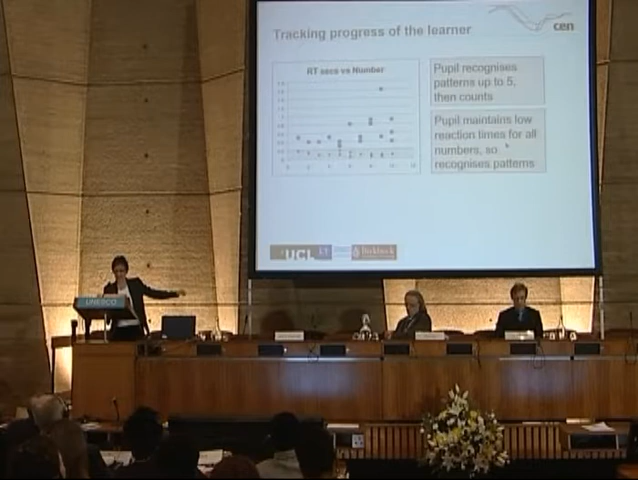 Tracking progress of the learner
cen
RT secs vs Number
Pupil recognises
patterns up to 5,
then counts
Pupil maintains low
reaction times for all
numbers, so
recognises patterns
UCL
Birkbeck
UNESCO